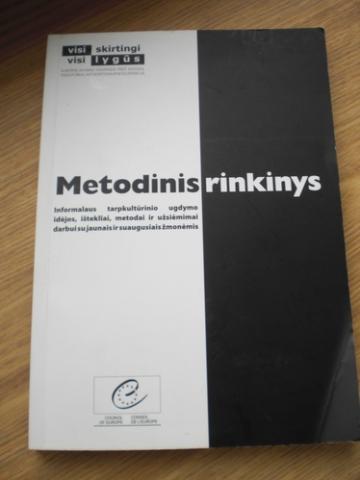 visi skirtingi
visi lygūs
Metodinis rinkinys
Informalaus tarpkultūrinio ugdymo
idėjos, ištekliai, metodai ir užsiėmimai
darbui su jaunais ir suaugusiais žmonėmis
COUNCIL CONSEIL
OF EUROPE DE L'EUROPE